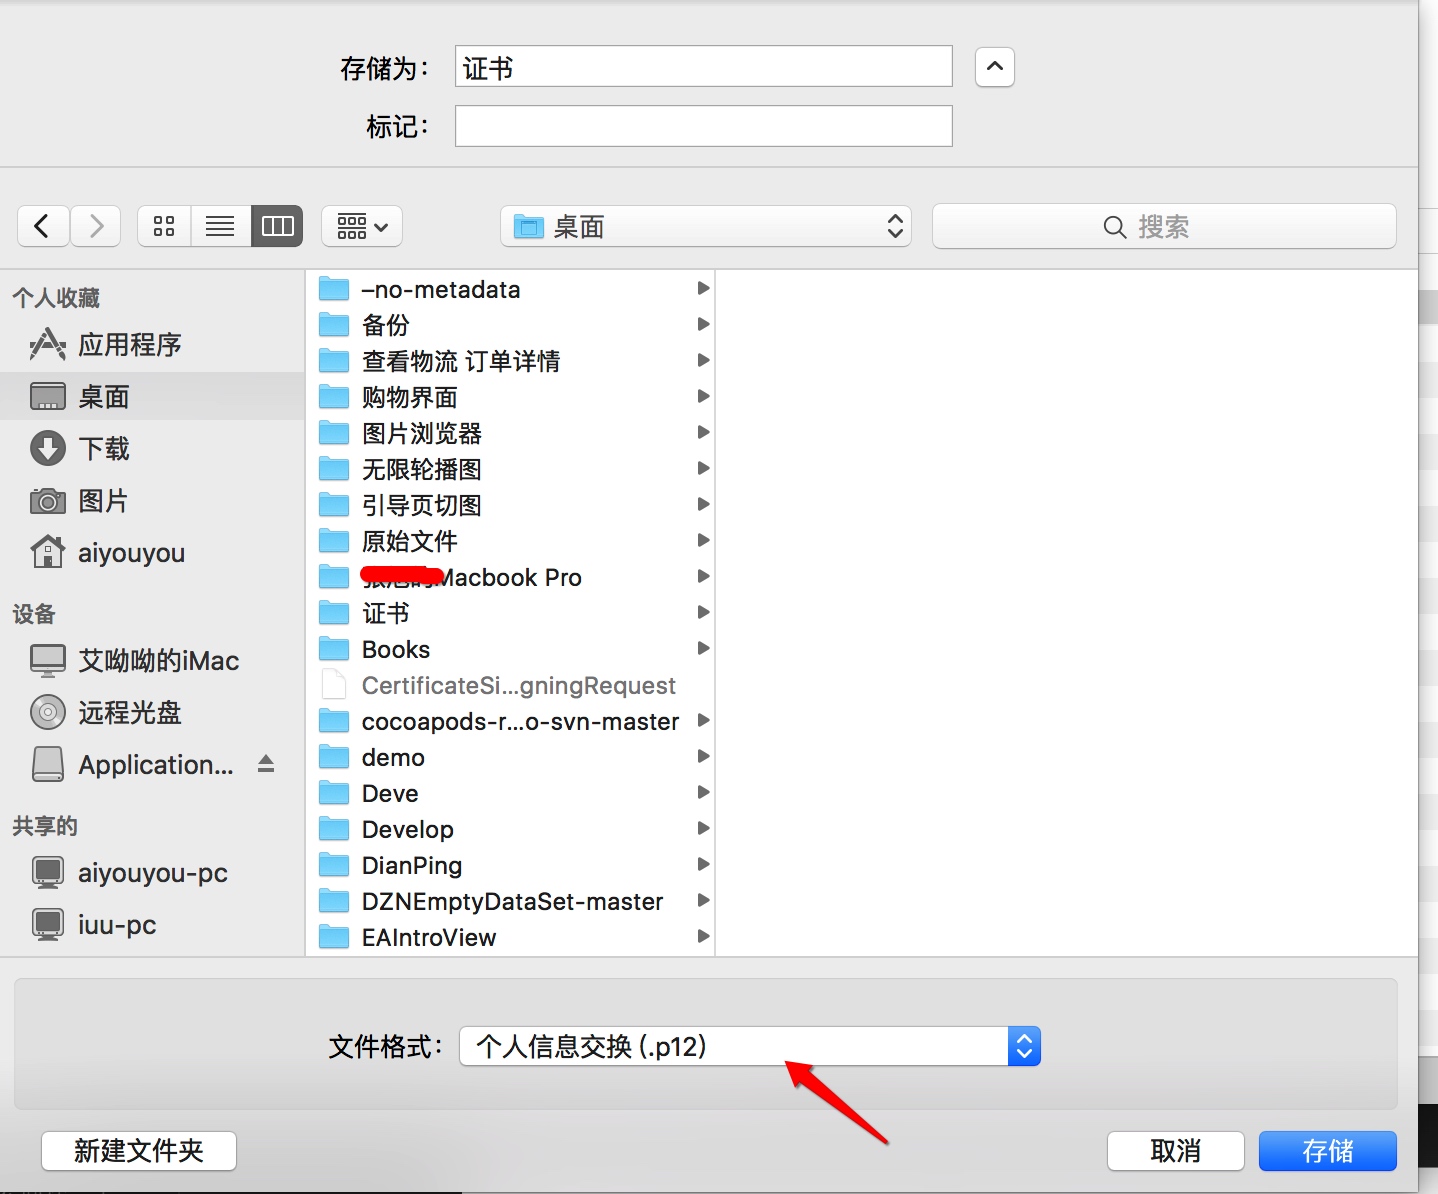 存储为：
证书
标记：
桌面
搜索
个人收藏
应用程序
桌面
下载
图片
aiyouyou
设备
艾呦呦的iMac
远程光盘
Application...
共享的
aiyouyou-pc
iuu-pc
–no-metadata
备份
查看物流 订单详情
购物界面
图片浏览器
无限轮播图
引导页切图
原始文件
Macbook Pro
证书
Books
CertificateSi...gningRequest
cocoapods-r...o-svn-master
demo
Deve
Develop
DianPing
DZNEmptyDataSet-master
EAIntroView
文件格式：
个人信息交换 (.p12)
新建文件夹
取消
存储